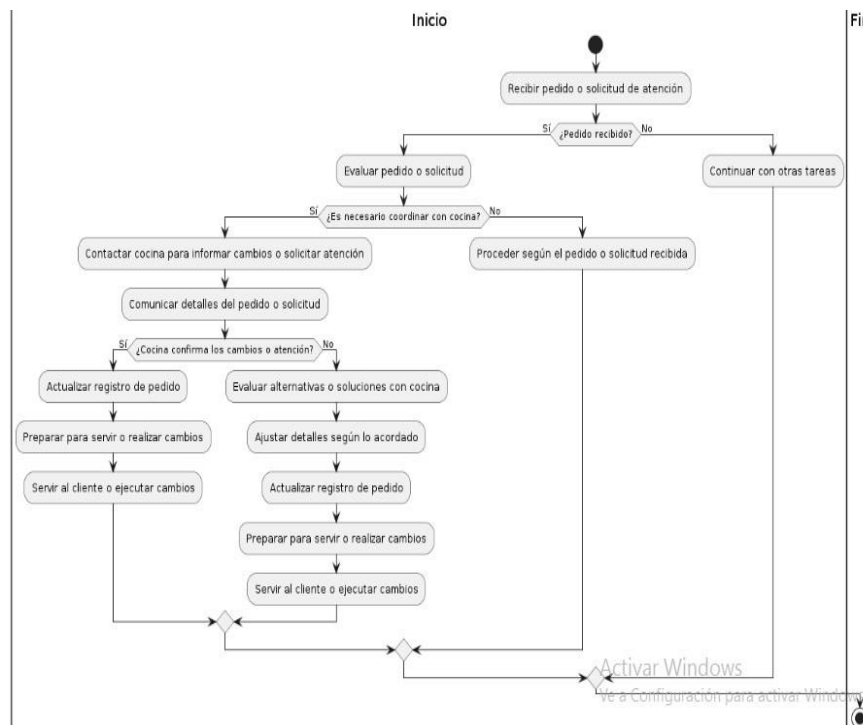 Inicio
Fi
Recibir pedido o solicitud de atención
Sí
¿Pedido recibido?
No
Evaluar pedido o solicitud
Continuar con otras tareas
Sí
¿Es necesario coordinar con cocina?
No
Contactar cocina para informar cambios o solicitar atención
Proceder según el pedido o solicitud recibida
Comunicar detalles del pedido o solicitud
Sí
¿Cocina confirma los cambios o atención?
No
Actualizar registro de pedido
Evaluar alternativas o soluciones con cocina
Preparar para servir o realizar cambios
Ajustar detalles según lo acordado
Servir al cliente o ejecutar cambios
Actualizar registro de pedido
Preparar para servir o realizar cambios
Servir al cliente o ejecutar cambios
Activar Windows
Ve a Configuración para activar Windows